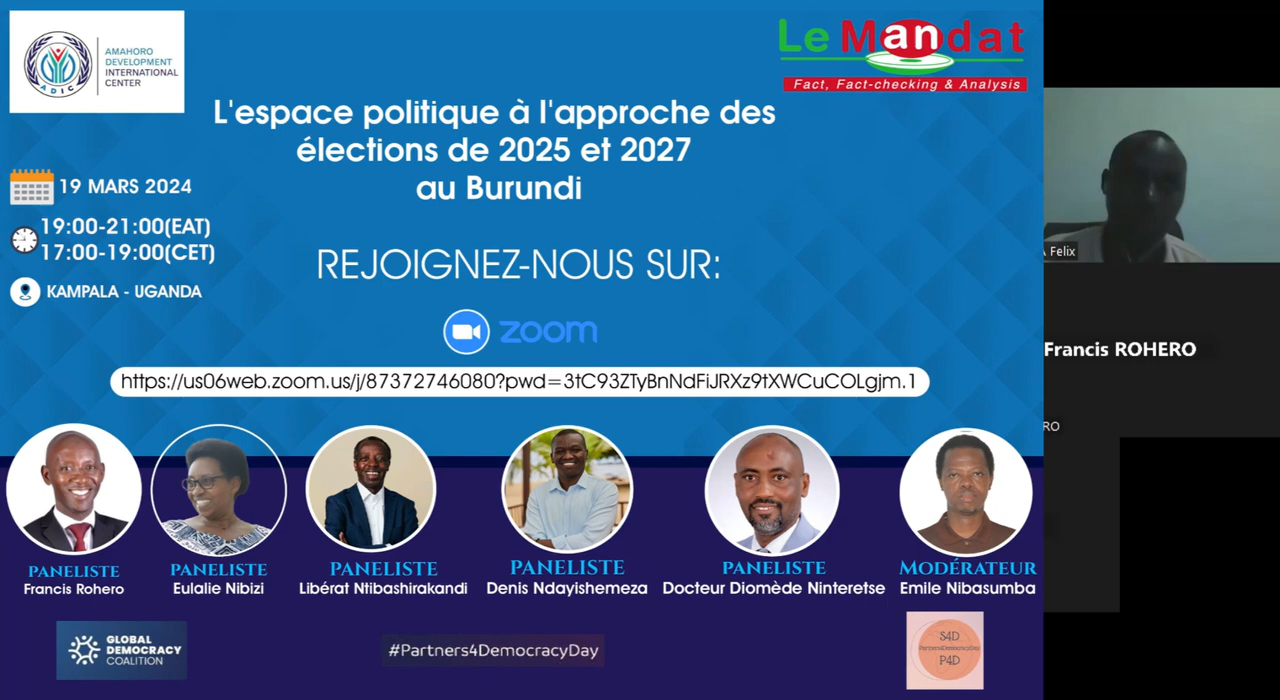 AMAHORO
DEVELOPMENT
INTERNATIONAL
CENTER
ADIC
Le Mandat
Fact, Fact-checking & Analysis
L'espace politique à l'approche des
élections de 2025 et 2027
au Burundi
19 MARS 2024
19:00-21:00(EAT)
17:00-19:00(CET)
KAMPALA - UGANDA
REJOIGNEZ-NOUS SUR:
zoom
https://us06web.zoom.us/j/87372746080?pwd=3tC93ZTyBnNdFiJRXz9tXWCuCOLgjm.1
Felix
Francis ROHERO
RO
PANELISTE
Francis Rohero
PANELISTE
Eulalie Nibizi
PANELISTE
Libérat Ntibashirakandi
PANELISTE
Denis Ndayishemeza
PANELISTE
Docteur Diomède Ninteretse
MODÉRATEUR
Emile Nibasumba
GLOBAL
DEMOCRACY
COALITION
#Partners4DemocracyDay
S4D
Partners4DemocracyDay
P4D